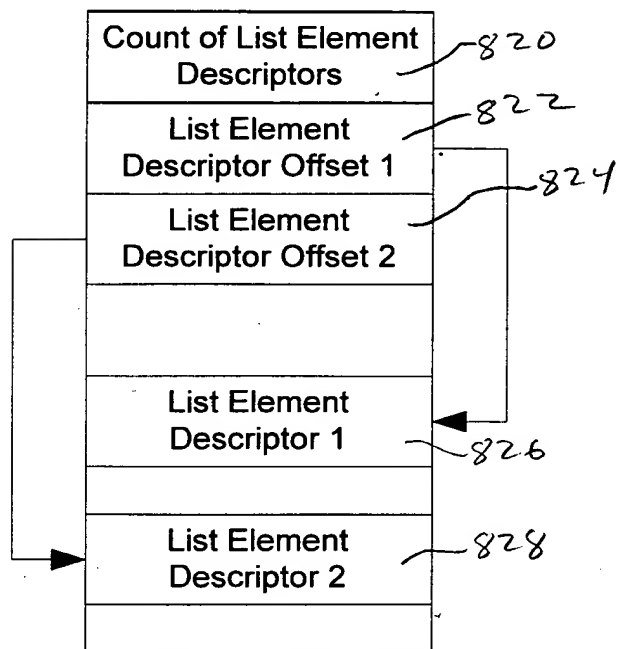 Count of List Element
Descriptors
820
822
List Element
Descriptor Offset 1
824
List Element
Descriptor Offset 2
List Element
Descriptor 1
826
List Element
Descriptor 2
828